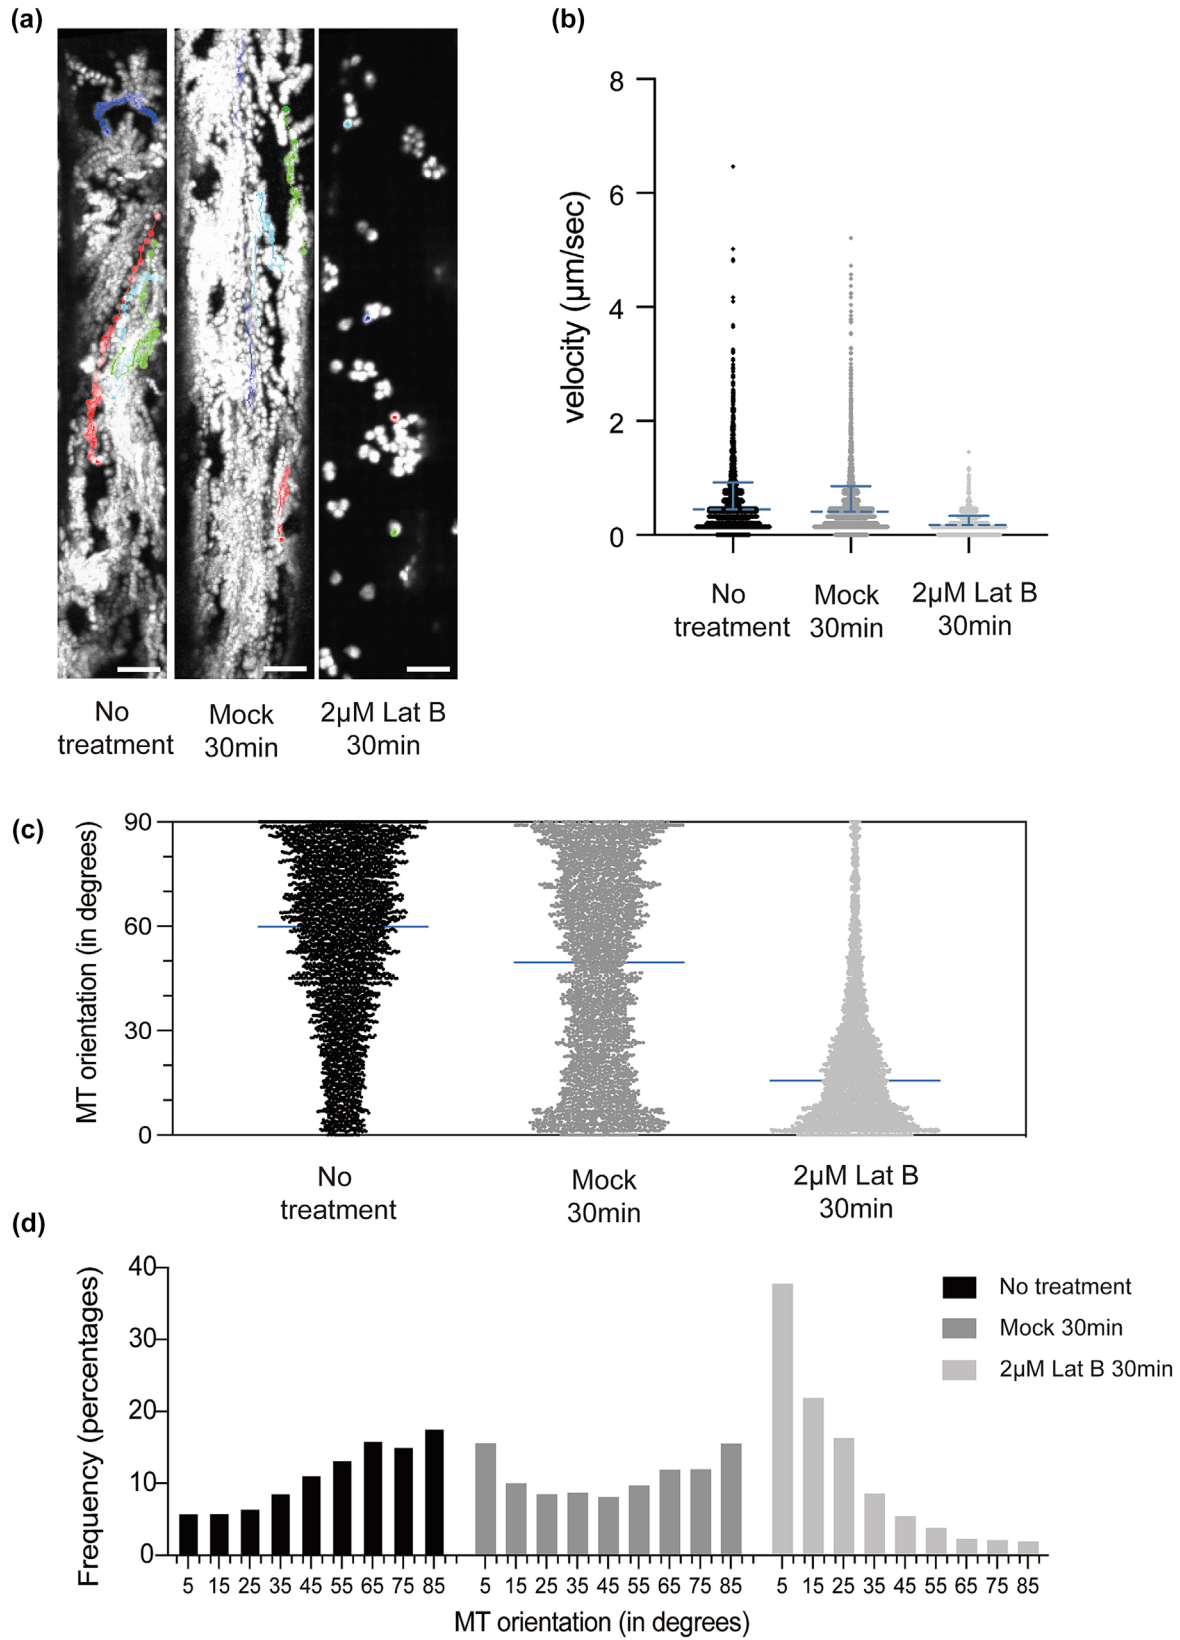 (a)
No
treatment
Mock
30min
2µM Lat B
30min
(b)
velocity (µm/sec)
8
6
4
2
0
No
treatment
Mock
30min
2µM Lat B
30min
(c)
MT orientation (in degrees)
90
60
30
0
No
treatment
Mock
30min
2µM Lat B
30min
(d)
Frequency (percentages)
40
30
20
10
0
5 15 25 35 45 55 65 75 85 5 15 25 35 45 55 65 75 85 5 15 25 35 45 55 65 75 85
MT orientation (in degrees)
No treatment
Mock 30min
2µM Lat B 30min